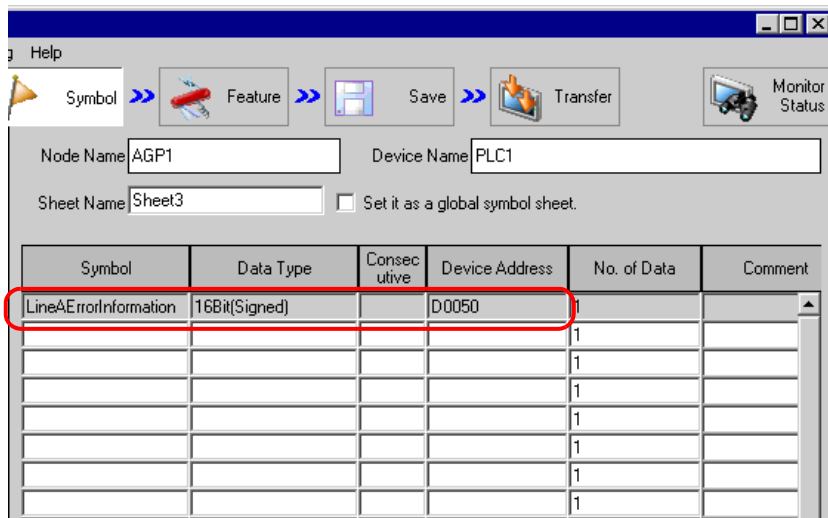 Help
Symbol Feature Save Transfer Monitor Status
Node Name AGP1 Device Name PLC1
Sheet Name Sheet3 Set it as a global symbol sheet.
Symbol Data Type Consecutive Device Address No. of Data Comment
LineAErrorInformation 16Bit(Signed) D0050 1
1
1
1
1
1
1
1